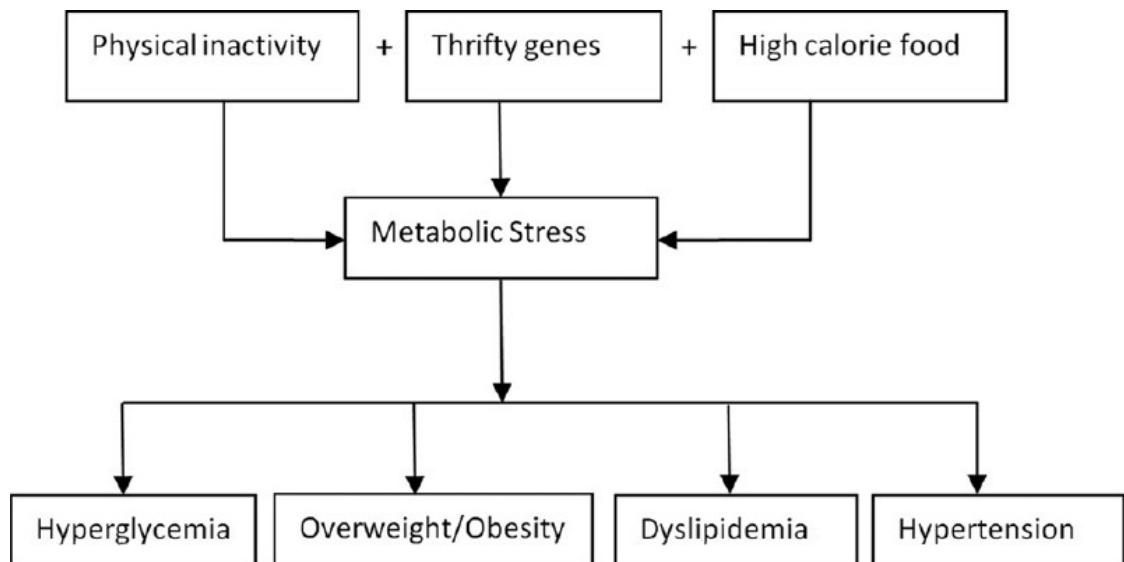 Physical inactivity + Thrifty genes + High calorie food
Metabolic Stress
Hyperglycemia Overweight/Obesity Dyslipidemia Hypertension